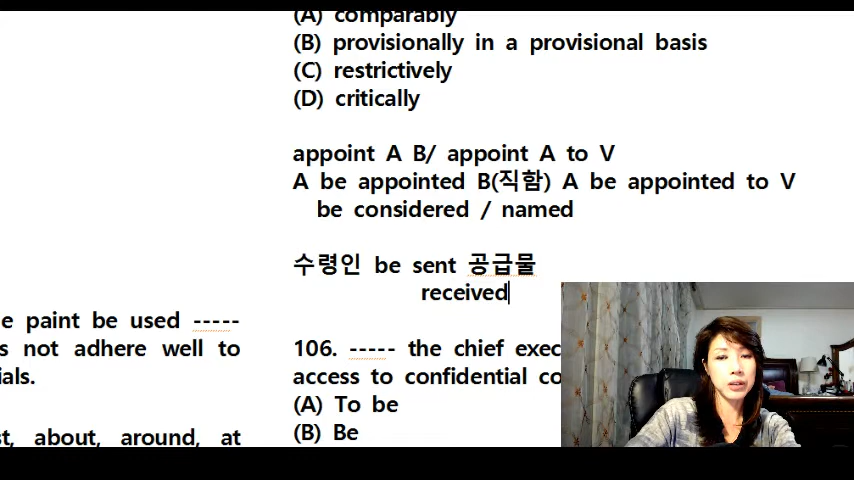 e paint be used -----
s not adhere well to
ials.
st, about, around, at
(A) comparably
(B) provisionally in a provisional basis
(C) restrictively
(D) critically
appoint A B/ appoint A to V
A be appointed B(직함) A be appointed to V
be considered / named
수령인 be sent 공급물
received
106. ----- the chief exec
access to confidential co
(A) To be
(B) Be